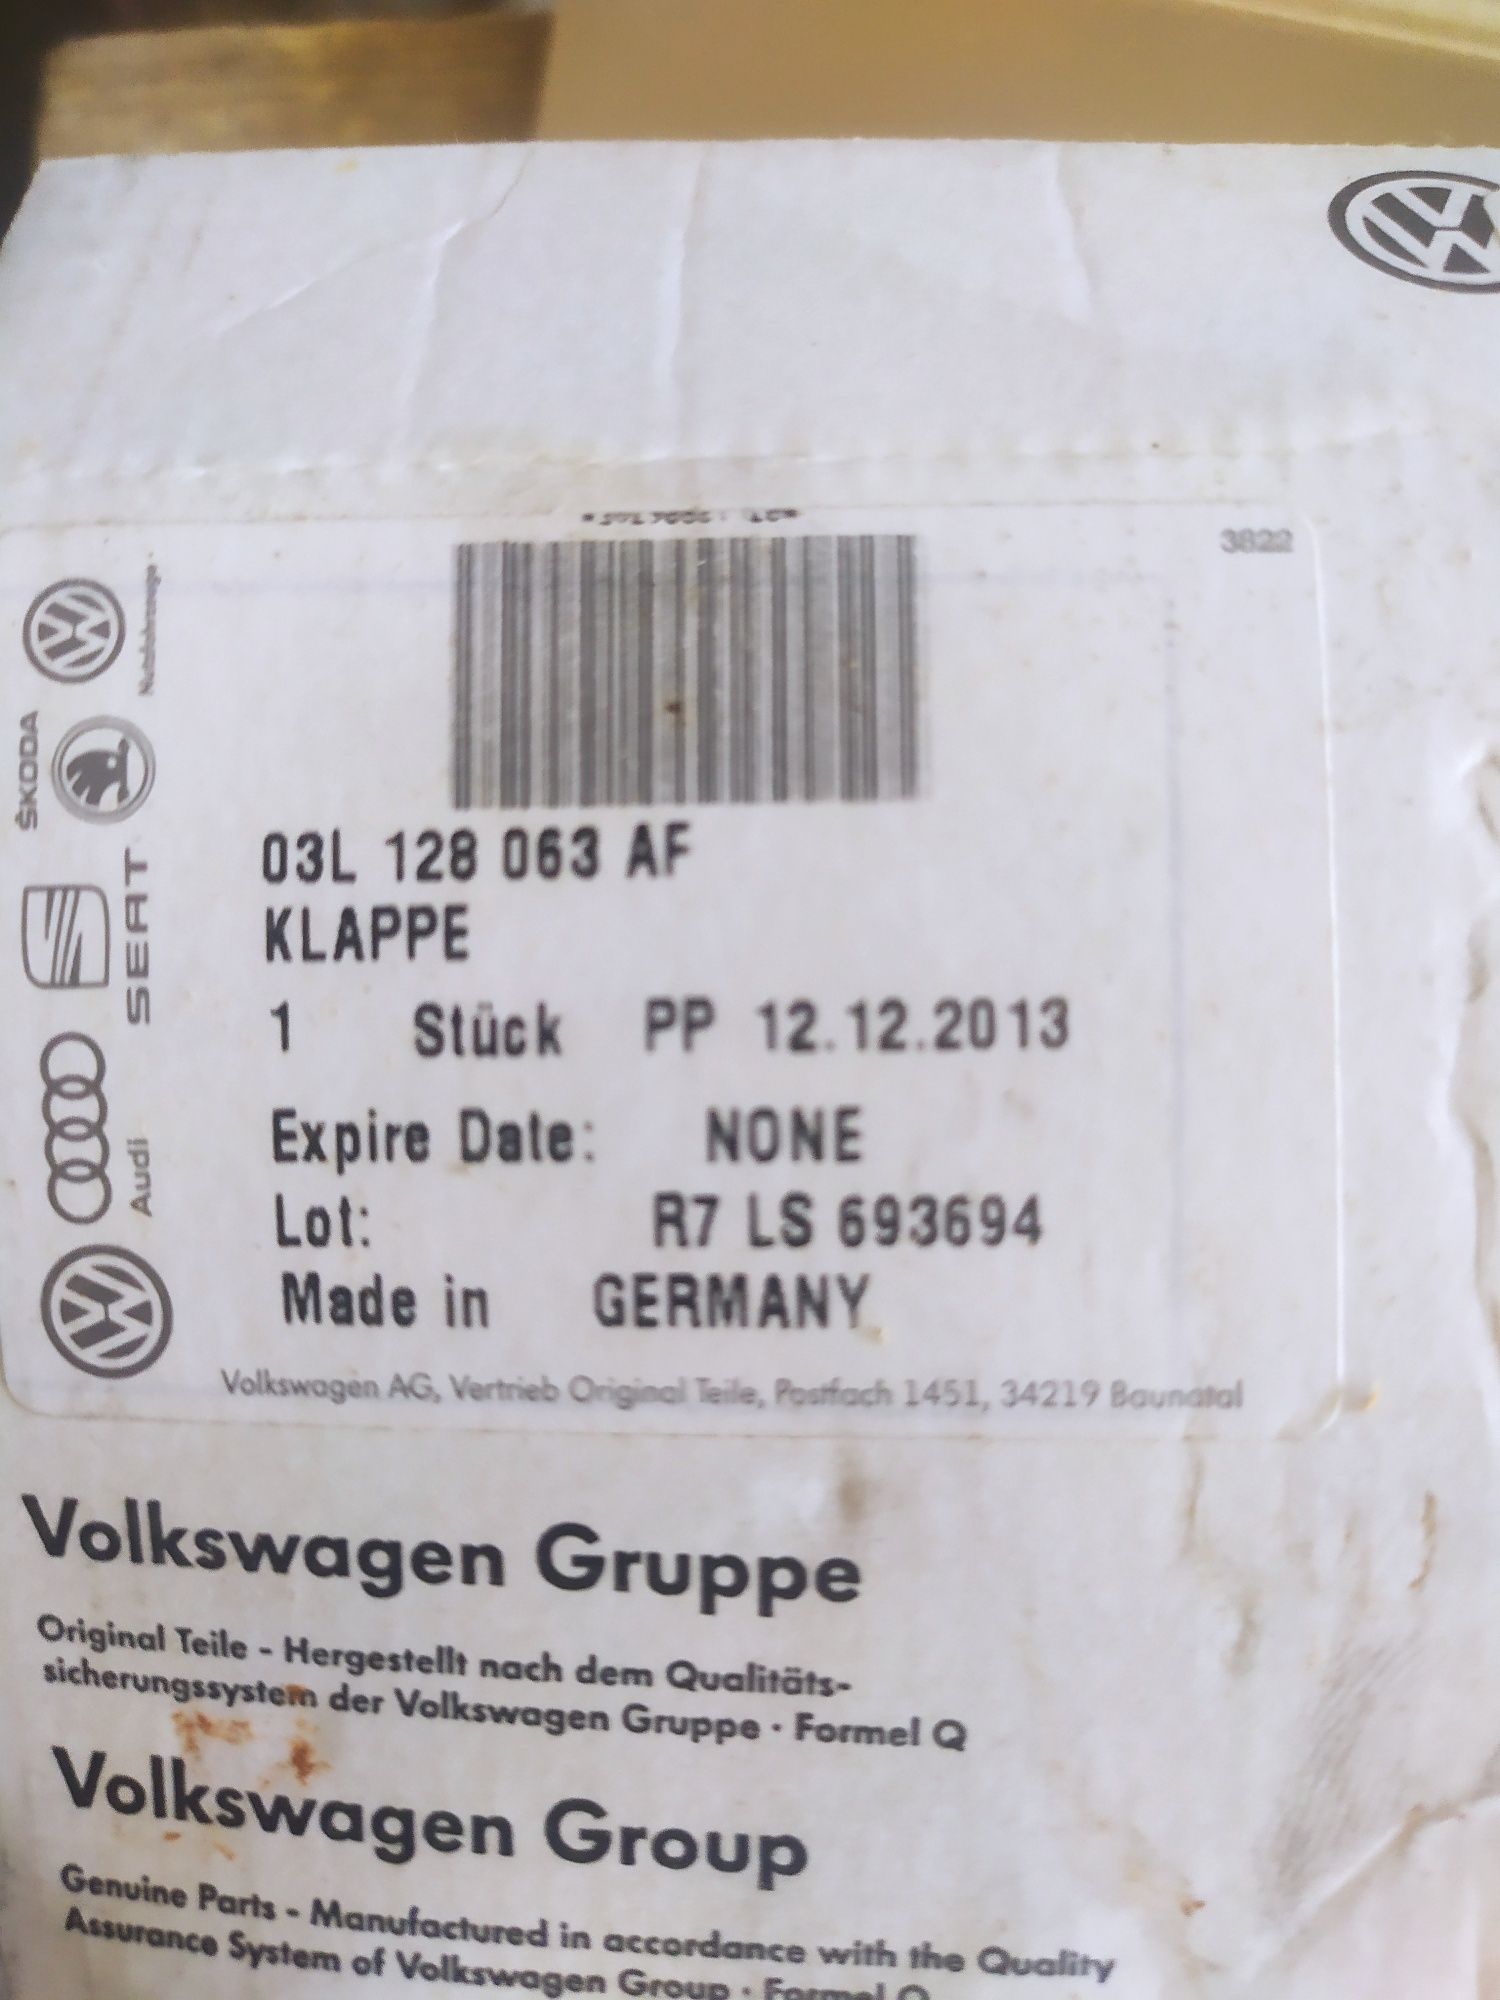 3822
Nutzfahrzeuge
ŠKODA
SEAT
Audi
03L 128 063 AF
KLAPPE
1 Stück PP 12.12.2013
Expire Date: NONE
Lot: R7 LS 693694
Made in GERMANY
Volkswagen AG, Vertrieb Original Teile, Postfach 1451, 34219 Baunatal
Volkswagen Gruppe
Original Teile - Hergestellt nach dem Qualitäts-
sicherungssystem der Volkswagen Gruppe · Formel Q
Volkswagen Group
Genuine Parts - Manufactured in accordance with the Quality
Assurance System of Volkswagen Group · Formel Q